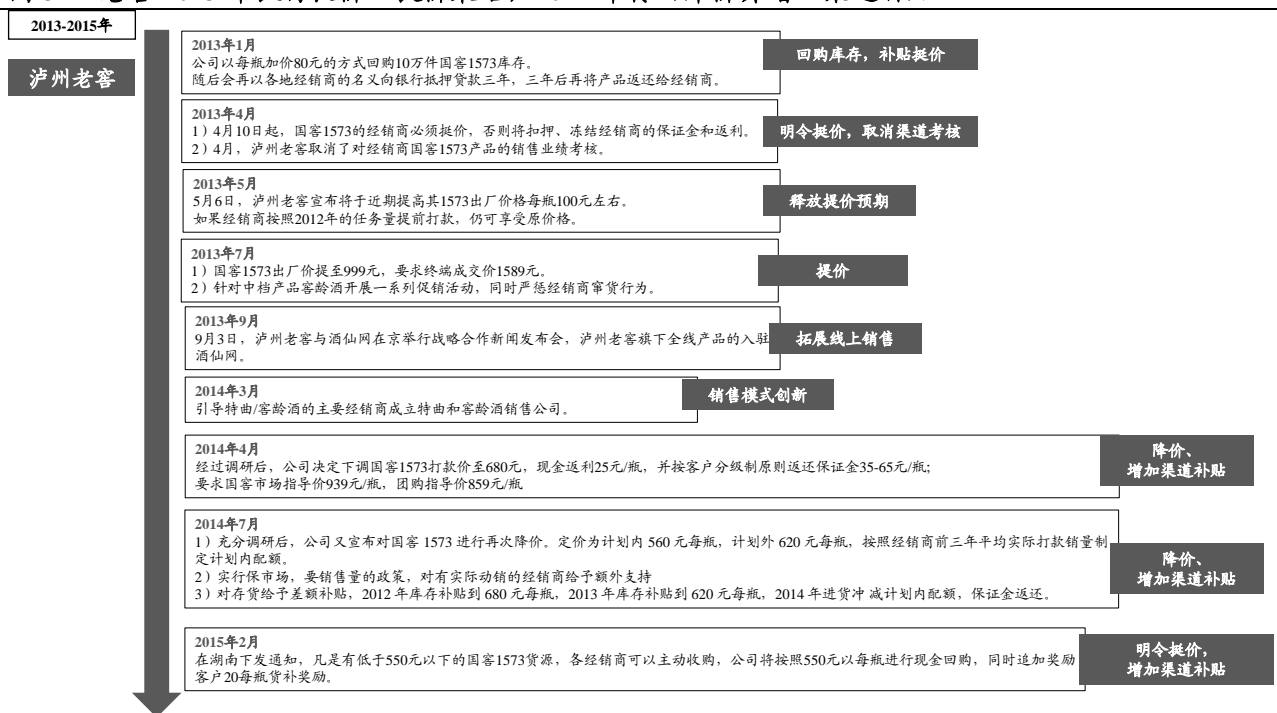 2013-2015年
泸州老窖
2013年1月
公司以每瓶加价80元的方式回购10万件国窖1573库存。
随后会再以各地经销商的名义向银行抵押贷款三年，三年后再将产品返还给经销商。
回购库存，补贴挺价
2013年4月
1）4月10日起，国窖1573的经销商必须挺价，否则将扣押、冻结经销商的保证金和返利。
2）4月，泸州老窖取消了对经销商国窖1573产品的销售业绩考核。
明令挺价，取消渠道考核
2013年5月
5月6日，泸州老窖宣布将于近期提高其1573出厂价格每瓶100元左右。
如果经销商按照2012年的任务量提前打款，仍可享受原价格。
释放提价预期
2013年7月
1）国窖1573出厂价提至999元，要求终端成交价1589元。
2）针对中档产品窖龄酒开展一系列促销活动，同时严惩经销商窜货行为。
提价
2013年9月
9月3日，泸州老窖与酒仙网在京举行战略合作新闻发布会，泸州老窖旗下全线产品的入驻
酒仙网。
拓展线上销售
2014年3月
引导特曲/窖龄酒的主要经销商成立特曲和窖龄酒销售公司。
销售模式创新
2014年4月
经过调研后，公司决定下调国窖1573打款价至680元，现金返利25元/瓶，并按客户分级制原则返还保证金35-65元/瓶;
要求国窖市场指导价939元/瓶，团购指导价859元/瓶
降价、
增加渠道补贴
2014年7月
1）充分调研后，公司又宣布对国窖 1573 进行再次降价。定价为计划内 560 元每瓶，计划外 620 元每瓶，按照经销商前三年平均实际打款销量制
定计划内配额。
2）实行保市场，要销售量的政策，对有实际动销的经销商给予额外支持
3）对存货给予差额补贴，2012 年库存补贴到 680 元每瓶，2013 年库存补贴到 620 元每瓶，2014 年进货冲 减计划内配额，保证金返还。
降价、
增加渠道补贴
2015年2月
在湖南下发通知，凡是有低于550元以下的国窖1573货源，各经销商可以主动收购，公司将按照550元以每瓶进行现金回购，同时追加奖励
客户20每瓶货补奖励。
明令挺价，
增加渠道补贴